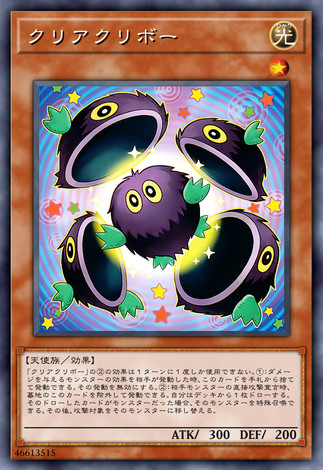 クリアクリボー
光
【天使族／効果】
「クリアクリボー」の②の効果は１ターンに１度しか使用できない。①：ダメ
ージを与えるモンスターの効果を相手が発動した時、このカードを手札から捨て
て発動できる。その発動を無効にする。②：相手モンスターの直接攻撃宣言時、
墓地のこのカードを除外して発動できる。自分はデッキから１枚ドローする。
そのドローしたカードがモンスターだった場合、そのモンスターを特殊召喚で
きる。その後、攻撃対象をそのモンスターに移し替える。
ATK/ 300 DEF/ 200
46613515